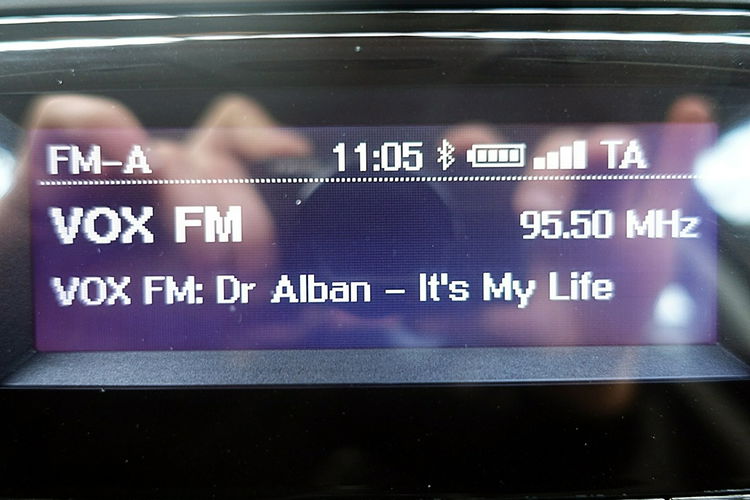 FM-A 11:05 TA
VOX FM 95.50 MHz
VOX FM: Dr Alban - It's My Life